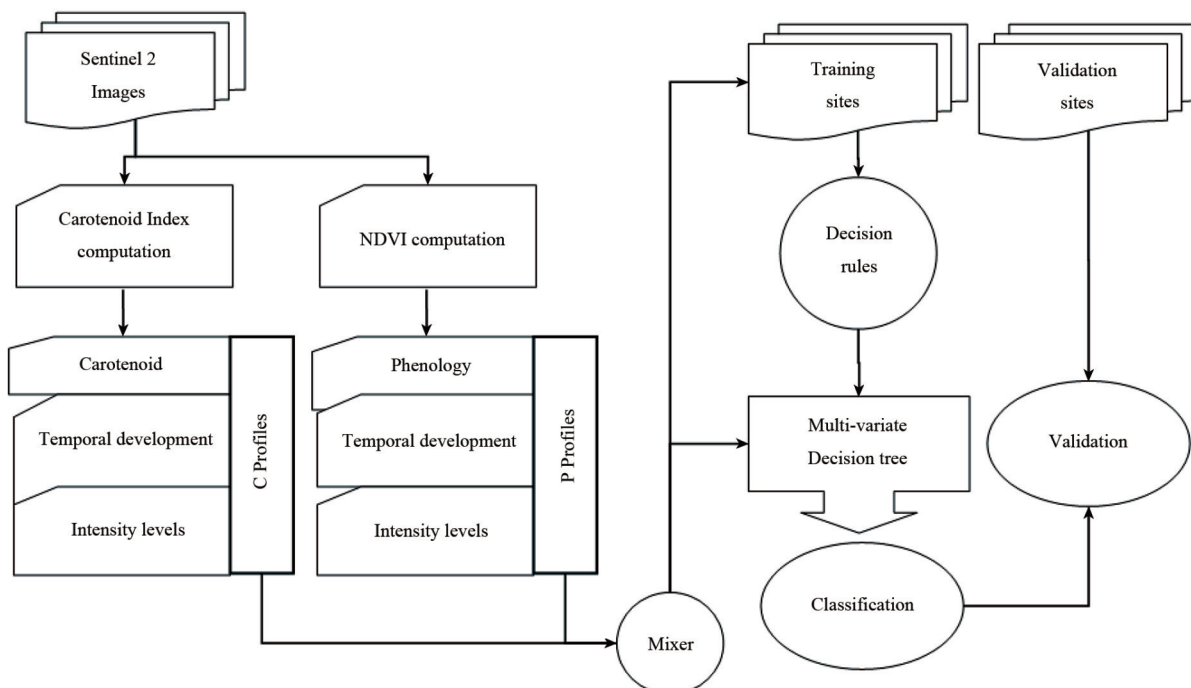 Sentinel 2
Images
Carotenoid Index
computation
NDVI computation
Carotenoid
Temporal development
Intensity levels
C Profiles
Phenology
Temporal development
Intensity levels
P Profiles
Mixer
Training
sites
Decision
rules
Multi-variate
Decision tree
Classification
Validation
sites
Validation